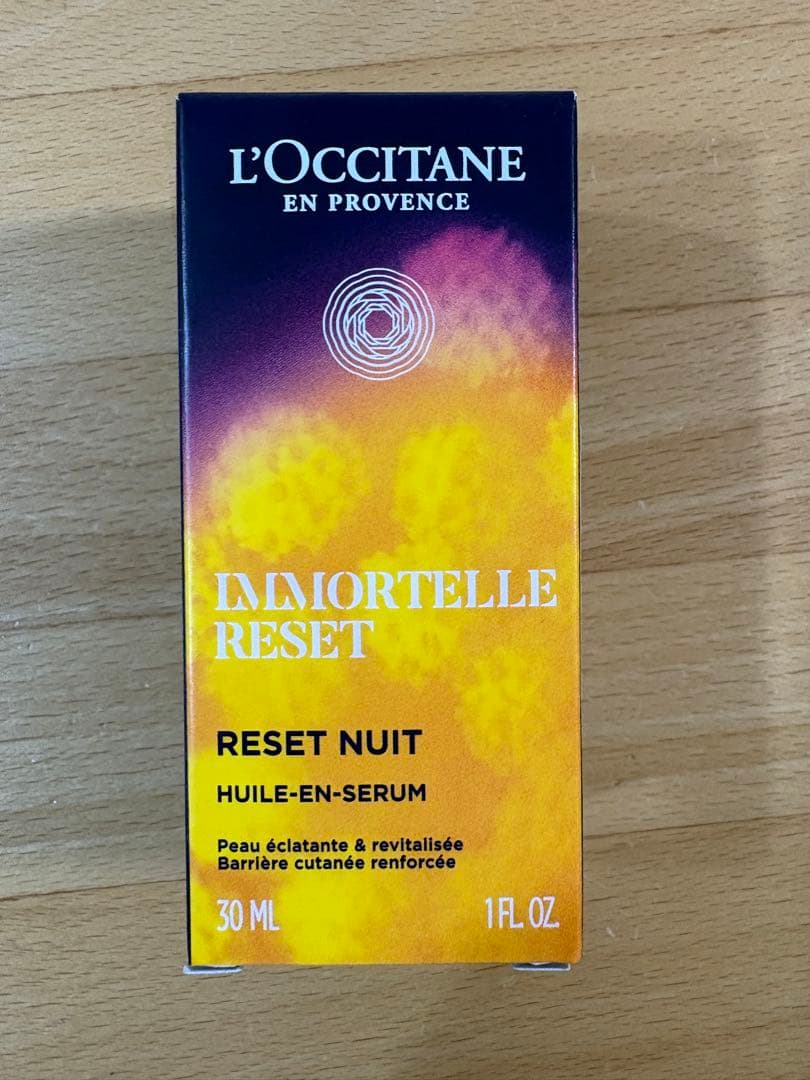 L'OCCITANE
EN PROVENCE
IMMORTELLE
RESET
RESET NUIT
HUILE-EN-SERUM
Peau éclatante & revitalisée
Barrière cutanée renforcée
30 ML 1 FL. OZ.